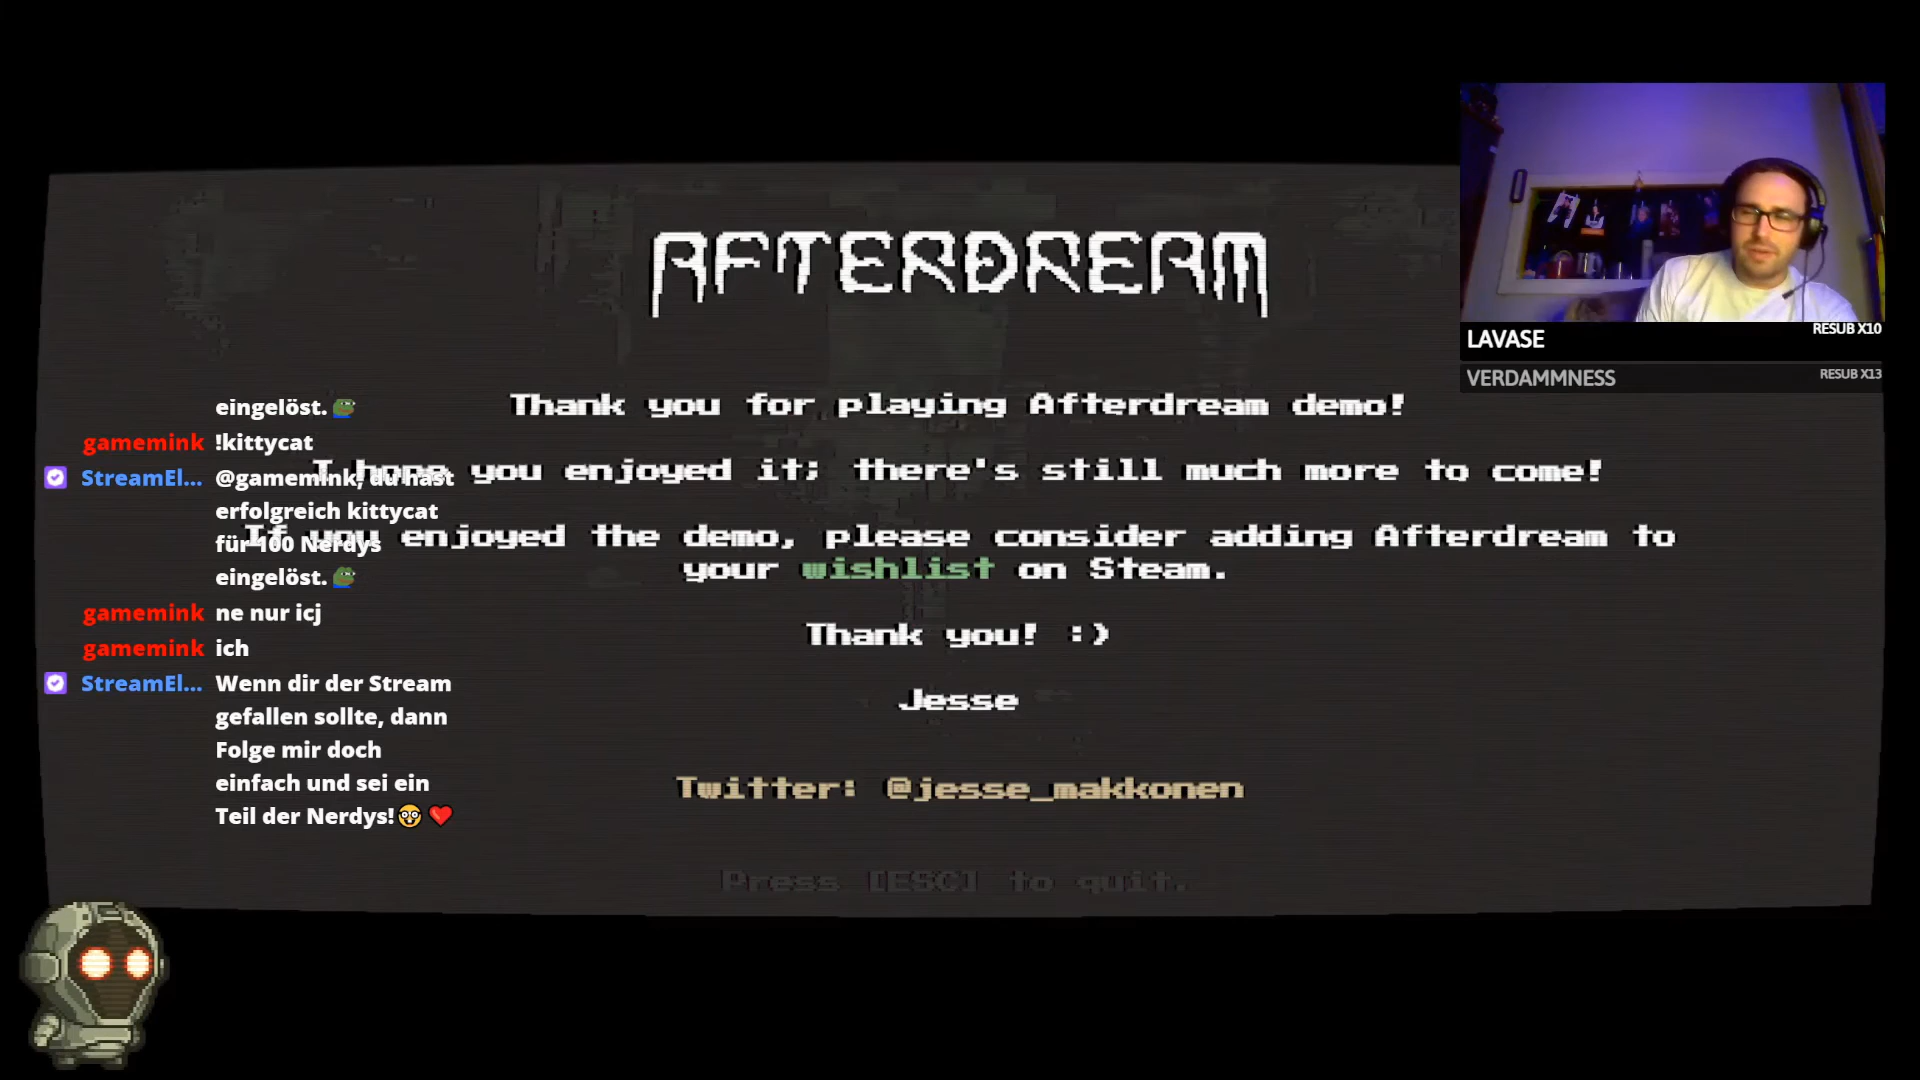 AFTERDREAM
Thank you for playing Afterdream demo!
I hope you enjoyed it; there's still much more to come!
If you enjoyed the demo, please consider adding Afterdream to
your wishlist on Steam.
Thank you! :)
Jesse
Twitter: @jesse_makkonen
Press [ESC] to quit.
eingelöst.
gamemink !kittycat
StreamEl... @gamemink, du hast
erfolgreich kittycat
für 100 Nerdys
eingelöst.
gamemink ne nur icj
gamemink ich
StreamEl... Wenn dir der Stream
gefallen sollte, dann
Folge mir doch
einfach und sei ein
Teil der Nerdys!🤓 ❤️
LAVASE RESUB X10
VERDAMMNESS RESUB X13